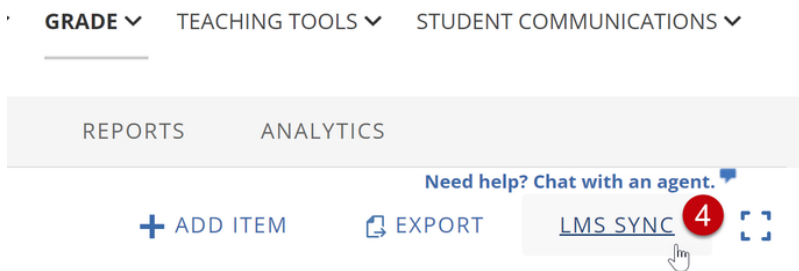 GRADE TEACHING TOOLS STUDENT COMMUNICATIONS
REPORTS ANALYTICS
Need help? Chat with an agent.
+ ADD ITEM EXPORT LMS SYNC 4